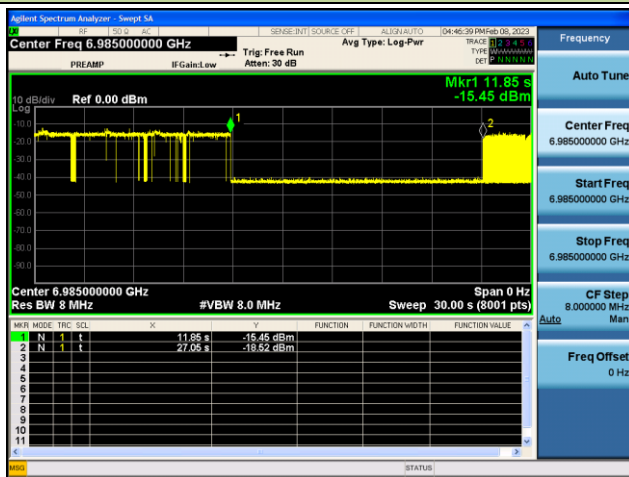 Agilent Spectrum Analyzer - Swept SA
RF 50 Ω AC SENSE:INT SOURCE OFF ALIGN AUTO 04:46:39 PM Feb 08, 2023
Center Freq 6.985000000 GHz
PREAMP IFGain:Low
Trig: Free Run
Atten: 30 dB
Avg Type: Log-Pwr
TRACE 1 2 3 4 5 6
TYPE
DET P N N N N N
Mkr1 11.85 s
-15.45 dBm
10 dB/div Ref 0.00 dBm
Log
1
2
-10.0
-20.0
-30.0
-40.0
-50.0
-60.0
-70.0
-80.0
-90.0
Center 6.985000000 GHz Span 0 Hz
Res BW 8 MHz #VBW 8.0 MHz Sweep 30.00 s (8001 pts)
MKR MODE TRC SCL X Y FUNCTION FUNCTION WIDTH FUNCTION VALUE
1 N 1 t 11.85 s -15.45 dBm
2 N 1 t 27.05 s -18.52 dBm
3
4
5
6
7
8
9
10
11
MSG STATUS
Frequency
Auto Tune
Center Freq
6.985000000 GHz
Start Freq
6.985000000 GHz
Stop Freq
6.985000000 GHz
CF Step
8.000000 MHz
Auto Man
Freq Offset
0 Hz